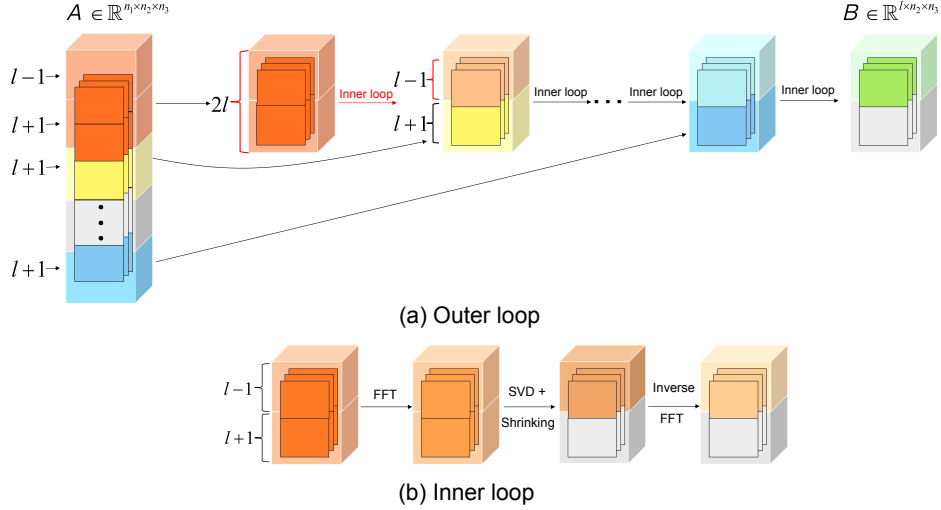 A ∈ ℝ^{n₁×n₂×n₃}
B ∈ ℝ^{l×n₂×n₃}
l−1
l+1
l+1
l+1
2l
Inner loop
l−1
l+1
Inner loop
Inner loop
Inner loop
(a) Outer loop
l−1
l+1
FFT
SVD +
Shrinking
Inverse
FFT
(b) Inner loop